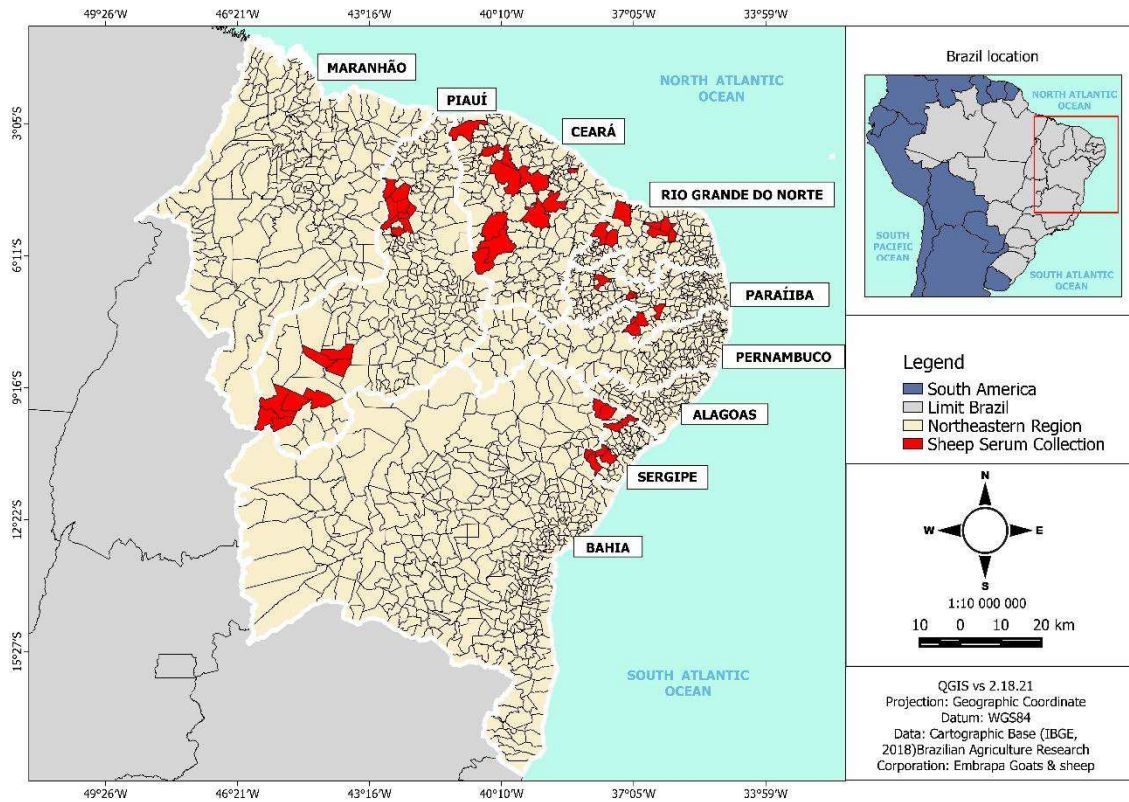 49°26'W
46°21'W
43°16'W
40°10'W
37°05'W
33°59'W
3°05'S
6°11'S
9°16'S
12°22'S
15°27'S
MARANHÃO
PIAUÍ
CEARÁ
RIO GRANDE DO NORTE
PARAÍIBA
PERNAMBUCO
ALAGOAS
SERGIPE
BAHIA
NORTH ATLANTIC
OCEAN
SOUTH ATLANTIC
OCEAN
49°26'W
46°21'W
43°16'W
40°10'W
37°05'W
33°59'W
Brazil location
NORTH ATLANTIC
OCEAN
SOUTH
PACIFIC
OCEAN
SOUTH ATLANTIC
OCEAN
Legend
South America
Limit Brazil
Northeastern Region
Sheep Serum Collection
N
W
E
S
1:10 000 000
10 0 10 20 km
QGIS vs 2.18.21
Projection: Geographic Coordinate
Datum: WGS84
Data: Cartographic Base (IBGE,
2018)Brazilian Agriculture Research
Corporation: Embrapa Goats & sheep